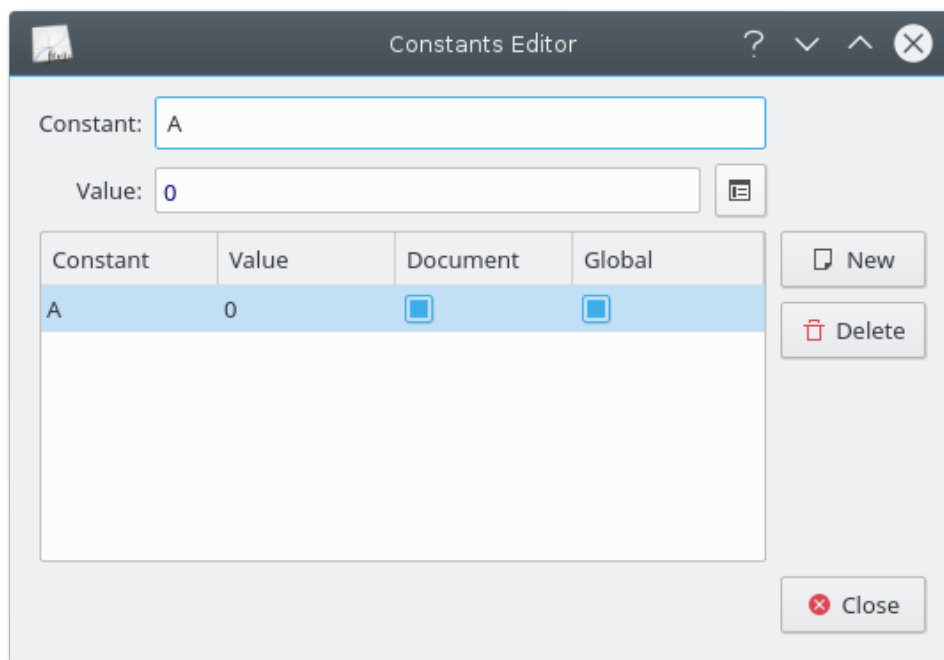 Constants Editor
Constant: A
Value: 0
Constant Value Document Global
A 0
New
Delete
Close